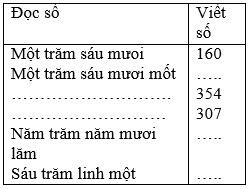 Đọc số Viết số
Một trăm sáu mươi 160
Một trăm sáu mươi mốt .....
............................ 354
........................... 307
Năm trăm năm mươi lăm .....
Sáu trăm linh một .....